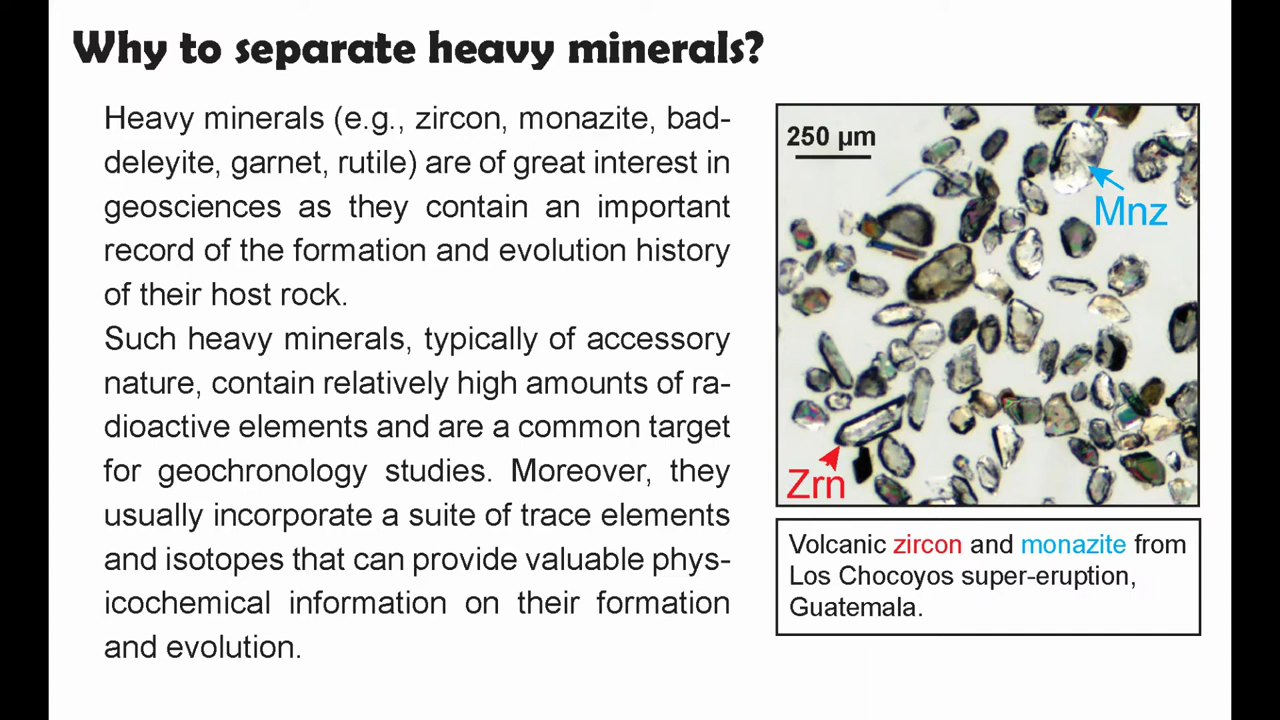 Why to separate heavy minerals?
Heavy minerals (e.g., zircon, monazite, bad-
deleyite, garnet, rutile) are of great interest in
geosciences as they contain an important
record of the formation and evolution history
of their host rock.
Such heavy minerals, typically of accessory
nature, contain relatively high amounts of ra-
dioactive elements and are a common target
for geochronology studies. Moreover, they
usually incorporate a suite of trace elements
and isotopes that can provide valuable phys-
icochemical information on their formation
and evolution.
250 µm
Mnz
Zrn
Volcanic zircon and monazite from
Los Chocoyos super-eruption,
Guatemala.